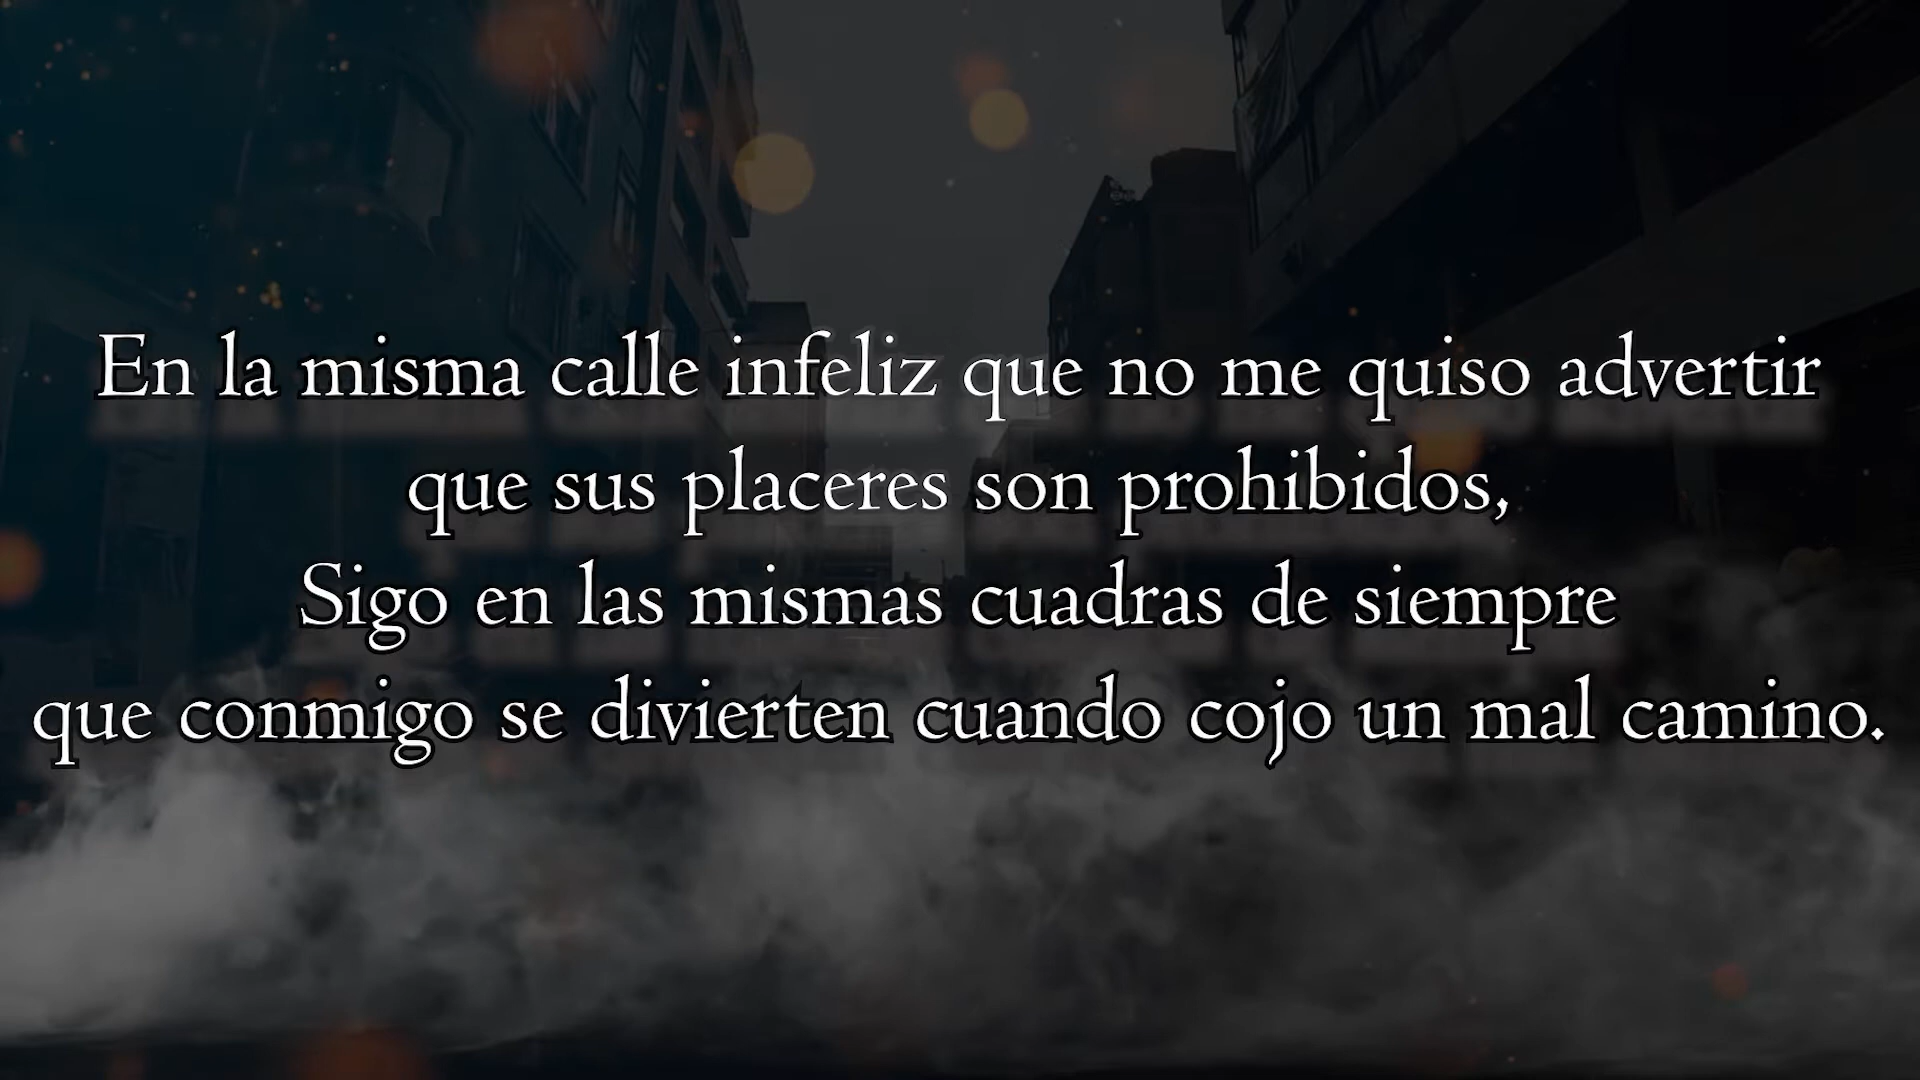 En la misma calle infeliz que no me quiso advertir
que sus placeres son prohibidos,
Sigo en las mismas cuadras de siempre
que conmigo se divierten cuando cojo un mal camino.